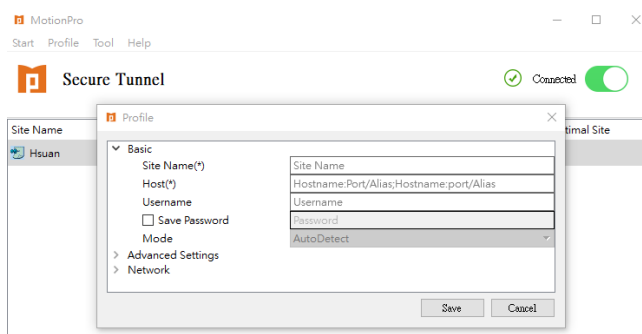 MotionPro
Start Profile Tool Help
Secure Tunnel
Connected
Site Name
timal Site
Hsuan
Profile
Basic
Site Name(*) Site Name
Host(*) Hostname:Port/Alias;Hostname:port/Alias
Username Username
Save Password Password
Mode AutoDetect
Advanced Settings
Network
Save Cancel